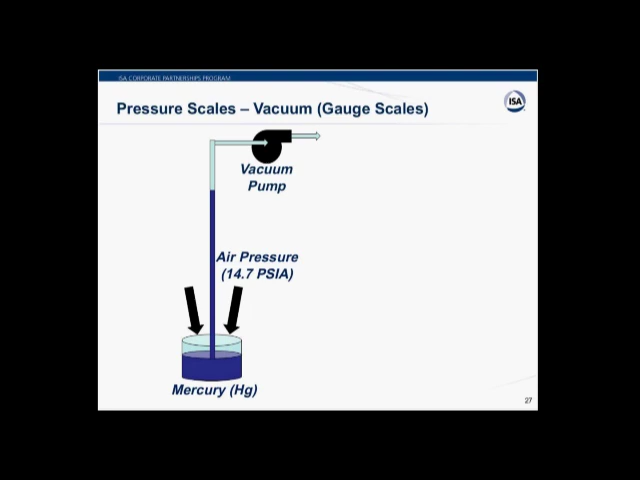 ISA CORPORATE PARTNERSHIPS PROGRAM
Pressure Scales – Vacuum (Gauge Scales)
ISA
Vacuum
Pump
Air Pressure
(14.7 PSIA)
Mercury (Hg)
27